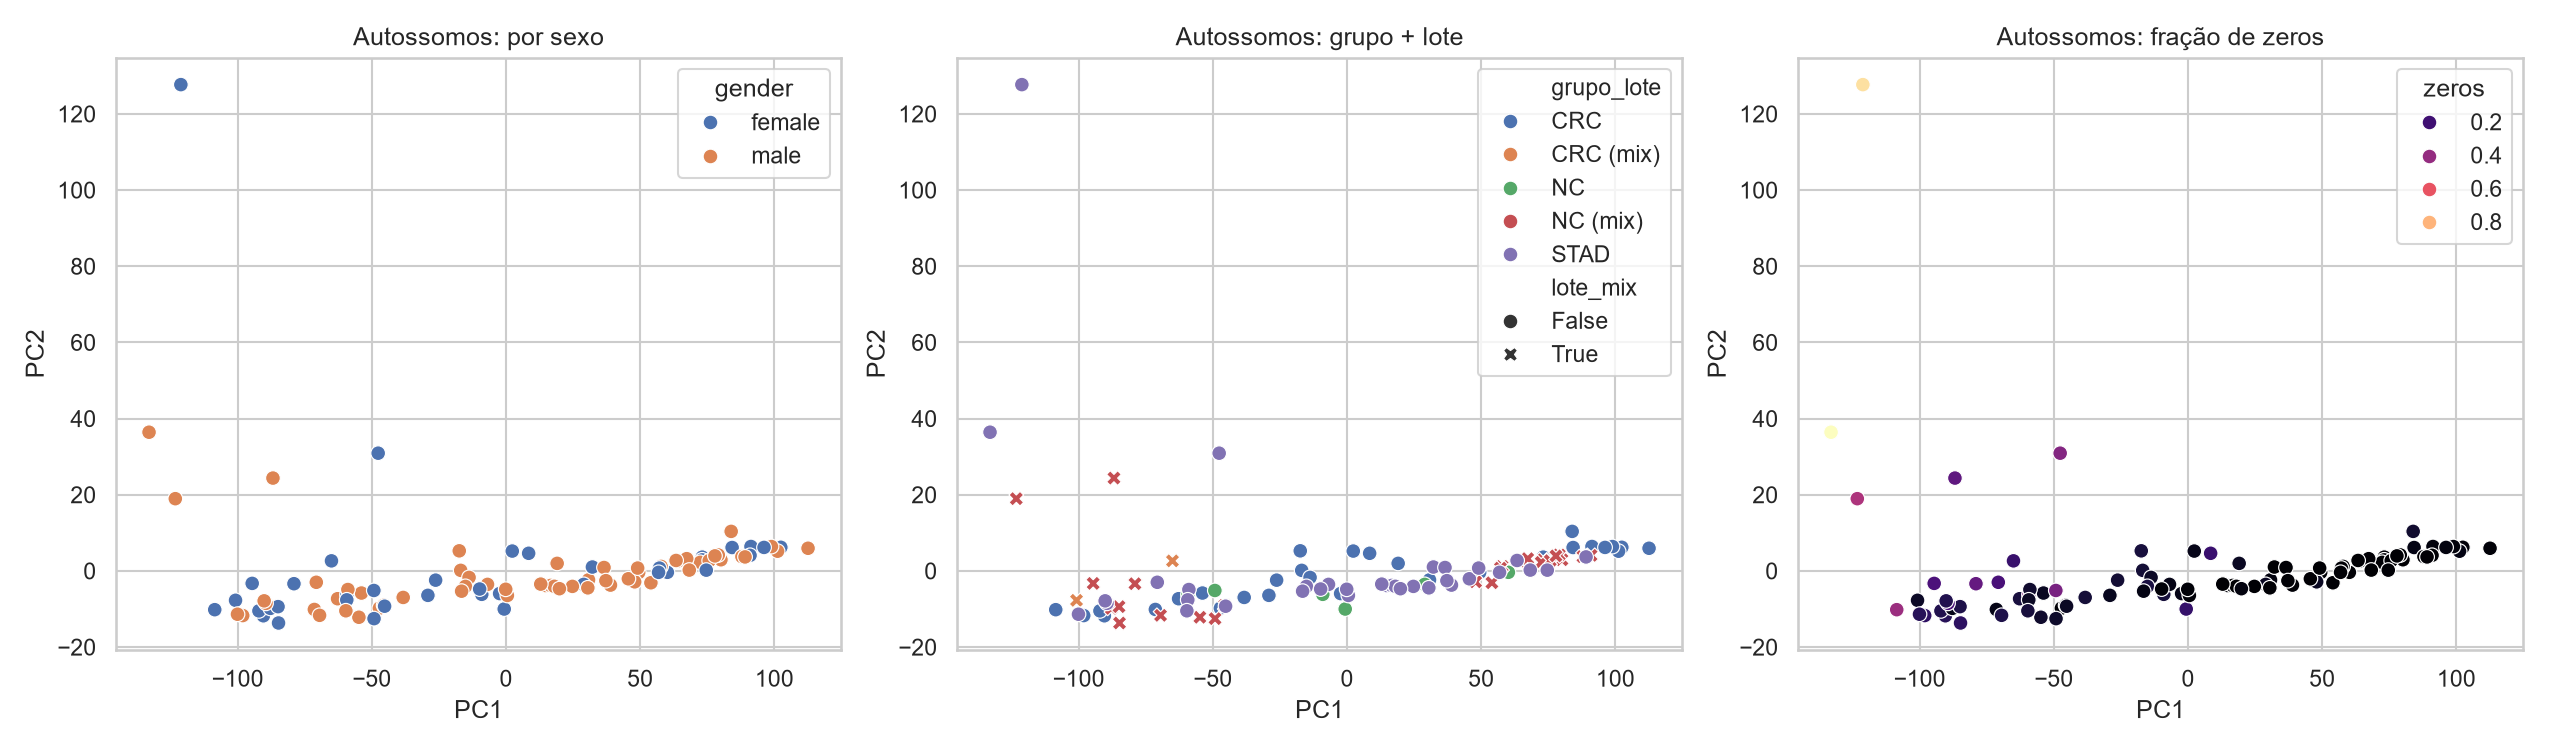 Autossomos: por sexo
120
100
80
60
40
20
0
−20
PC2
−100
−50
0
50
100
PC1
gender
female
male
Autossomos: grupo + lote
120
100
80
60
40
20
0
−20
PC2
−100
−50
0
50
100
PC1
grupo_lote
CRC
CRC (mix)
NC
NC (mix)
STAD
lote_mix
False
True
Autossomos: fração de zeros
120
100
80
60
40
20
0
−20
PC2
−100
−50
0
50
100
PC1
zeros
0.2
0.4
0.6
0.8